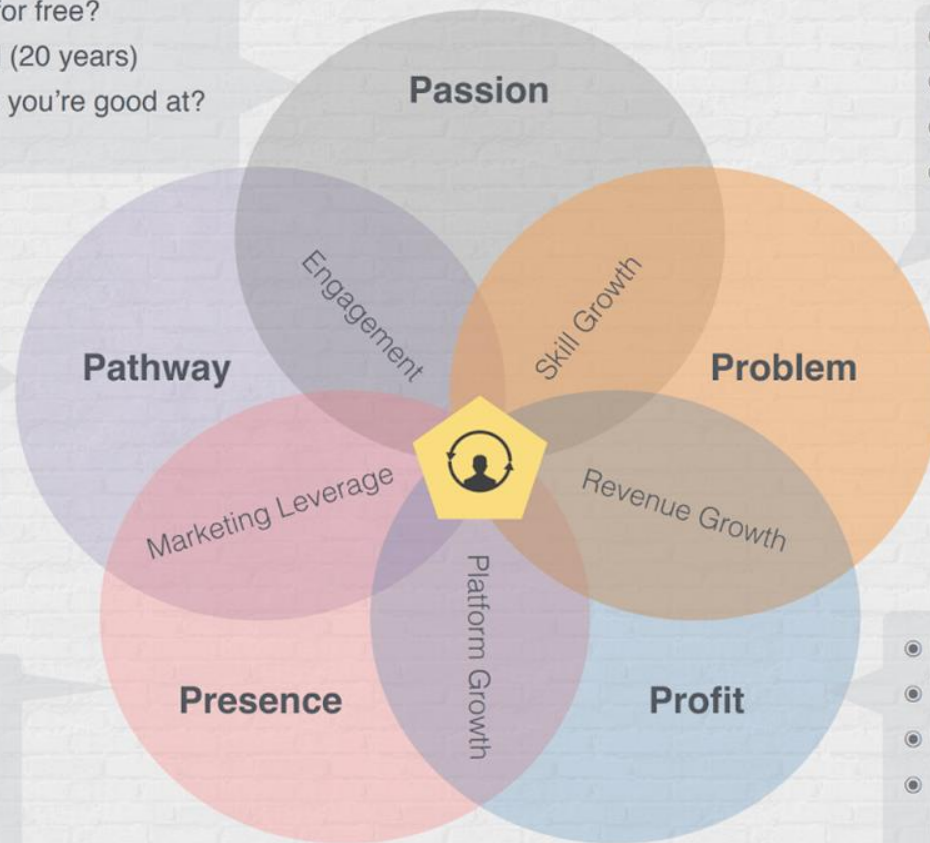 for free?
(20 years)
you're good at?
Passion
Engagement
Skill Growth
Pathway
Problem
Marketing Leverage
Revenue Growth
Platform Growth
Presence
Profit